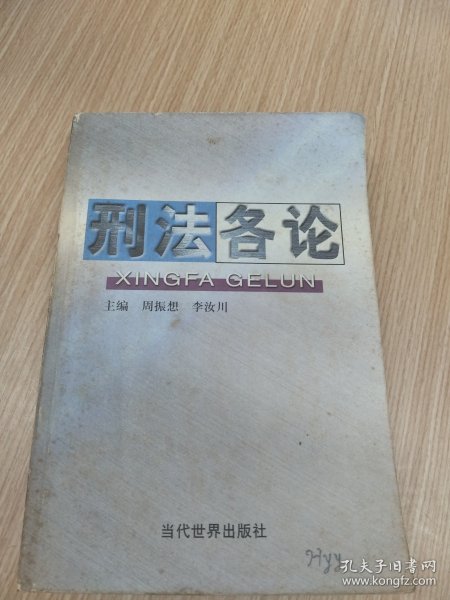 刑法各论
XINGFA GELUN
主编 周振想 李汝川
当代世界出版社
孔夫子旧书网
www.kongfz.com